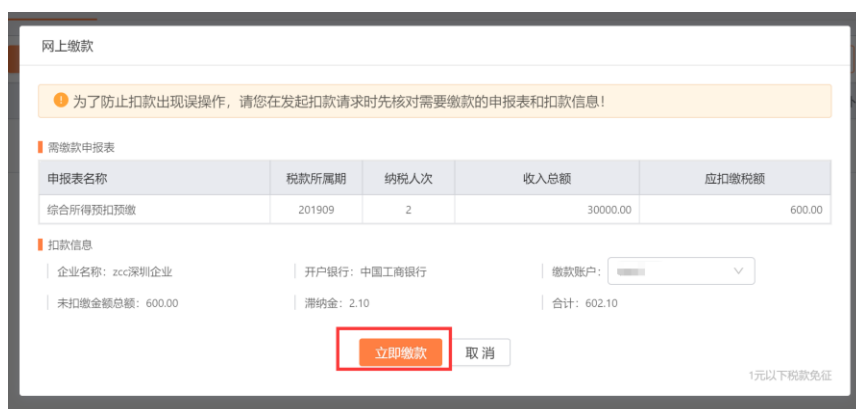 网上缴款
为了防止扣款出现误操作，请您在发起扣款请求时先核对需要缴款的申报表和扣款信息！
需缴款申报表
申报表名称 税款所属期 纳税人次 收入总额 应扣缴税额
综合所得预扣预缴 201909 2 30000.00 600.00
扣款信息
企业名称：zcc深圳企业 开户银行：中国工商银行 缴款账户：
未扣缴金额总额：600.00 滞纳金：2.10 合计：602.10
立即缴款 取消
1元以下税款免征